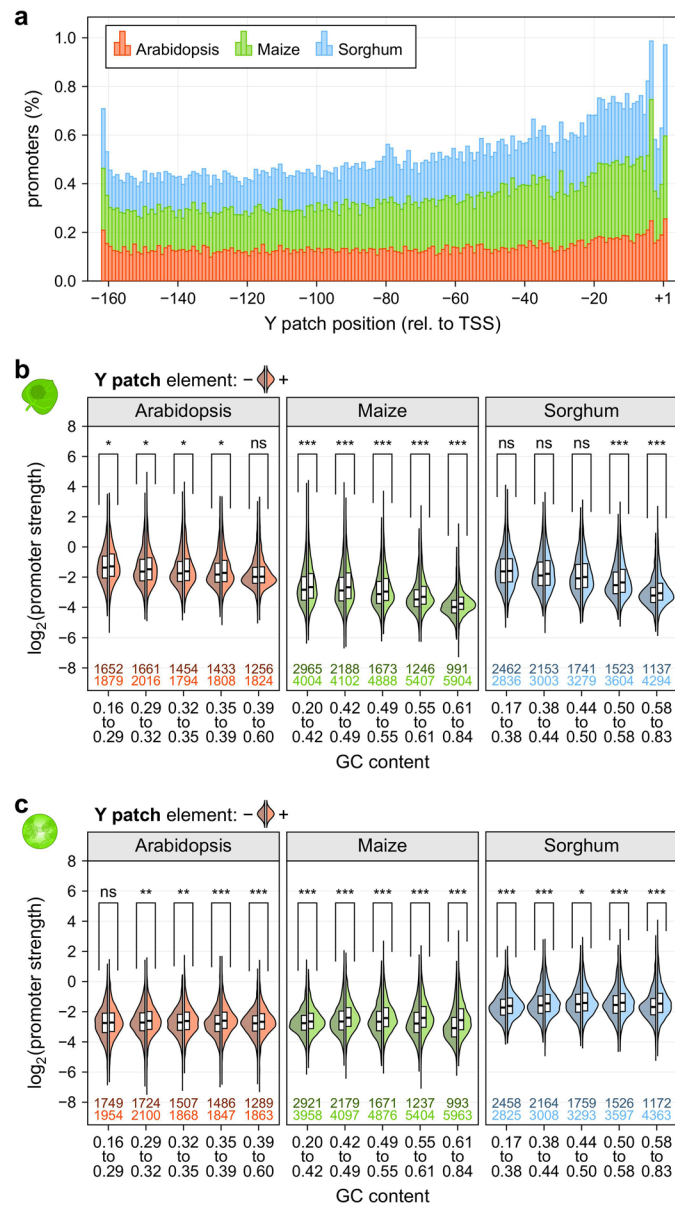 a
1.0
0.8
0.6
0.4
0.2
0.0
promoters (%)
Arabidopsis Maize Sorghum
−160 −140 −120 −100 −80 −60 −40 −20 +1
Y patch position (rel. to TSS)
b
Y patch element: − +
Arabidopsis Maize Sorghum
8
6
4
2
0
−2
−4
−6
−8
log2(promoter strength)
* * * * ns *** *** *** *** *** ns ns ns *** ***
1652 1661 1454 1433 1256 2965 2188 1673 1246 991 2462 2153 1741 1523 1137
1879 2016 1794 1808 1824 4004 4102 4888 5407 5904 2836 3003 3279 3604 4294
0.16 0.29 0.32 0.35 0.39 0.20 0.42 0.49 0.55 0.61 0.17 0.38 0.44 0.50 0.58
to to to to to to to to to to to to to to to
0.29 0.32 0.35 0.39 0.60 0.42 0.49 0.55 0.61 0.84 0.38 0.44 0.50 0.58 0.83
GC content
c
Y patch element: − +
Arabidopsis Maize Sorghum
8
6
4
2
0
−2
−4
−6
−8
log2(promoter strength)
ns ** ** *** *** *** *** *** *** *** *** *** * *** ***
1749 1724 1507 1486 1289 2921 2179 1671 1237 993 2458 2164 1759 1526 1172
1954 2100 1868 1847 1863 3958 4097 4876 5404 5963 2825 3008 3293 3597 4363
0.16 0.29 0.32 0.35 0.39 0.20 0.42 0.49 0.55 0.61 0.17 0.38 0.44 0.50 0.58
to to to to to to to to to to to to to to to
0.29 0.32 0.35 0.39 0.60 0.42 0.49 0.55 0.61 0.84 0.38 0.44 0.50 0.58 0.83
GC content